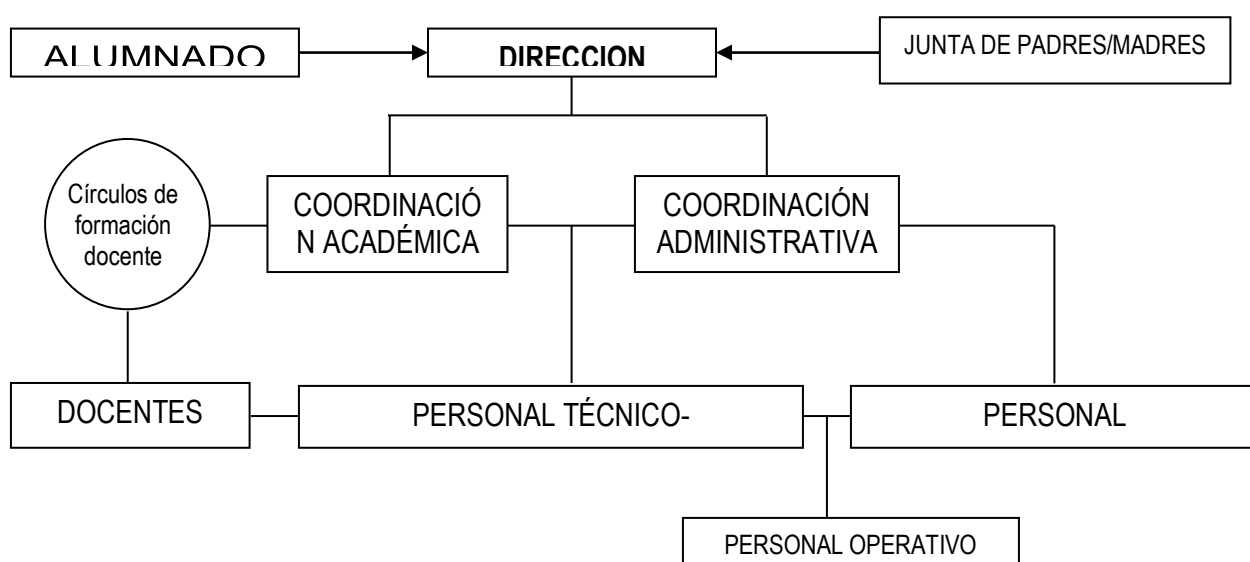 ALUMNADO
DIRECCION
JUNTA DE PADRES/MADRES
Círculos de
formación
docente
COORDINACIÓ
N ACADÉMICA
COORDINACIÓN
ADMINISTRATIVA
DOCENTES
PERSONAL TÉCNICO-
PERSONAL
PERSONAL OPERATIVO